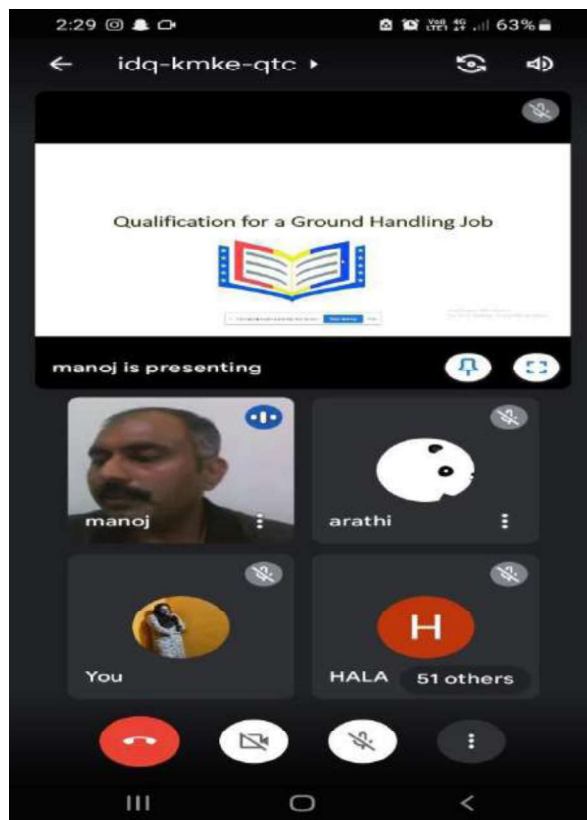 2:29
63%
idq-kmke-qtc
Qualification for a Ground Handling Job
manoj is presenting
manoj
arathi
You
H
HALA
51 others